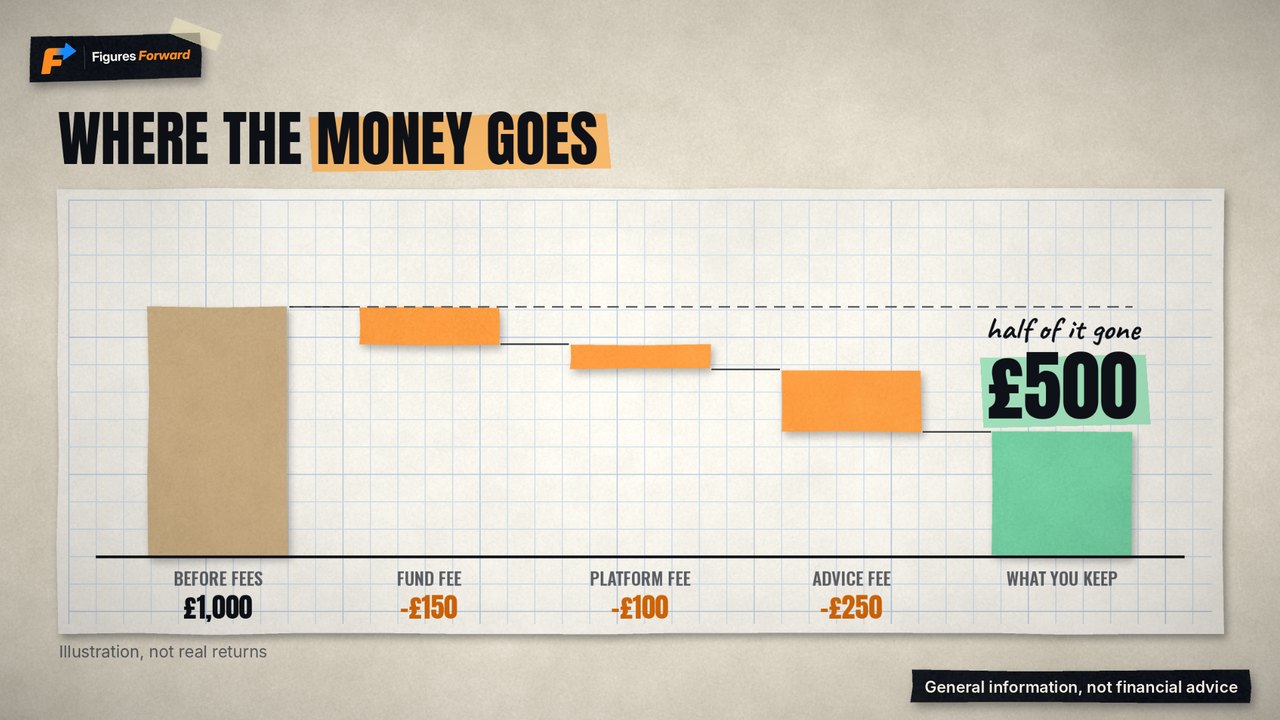 Figures Forward
WHERE THE MONEY GOES
half of it gone
£500
BEFORE FEES
£1,000
FUND FEE
-£150
PLATFORM FEE
-£100
ADVICE FEE
-£250
WHAT YOU KEEP
Illustration, not real returns
General information, not financial advice